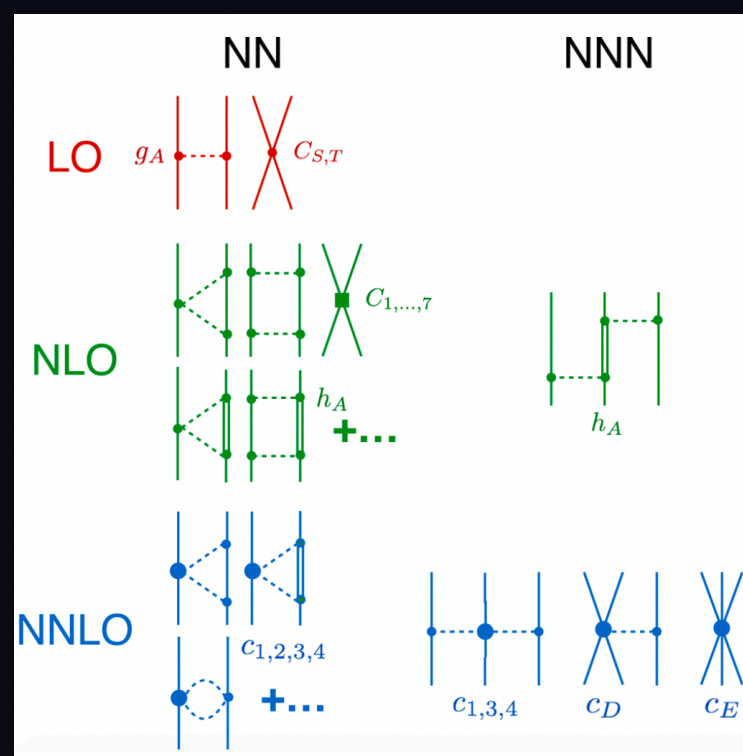 NN NNN
LO g_A C_{S,T}
C_{1,...,7}
NLO
h_A
+...
h_A
NNLO
c_{1,2,3,4}
+...
c_{1,3,4} c_D c_E